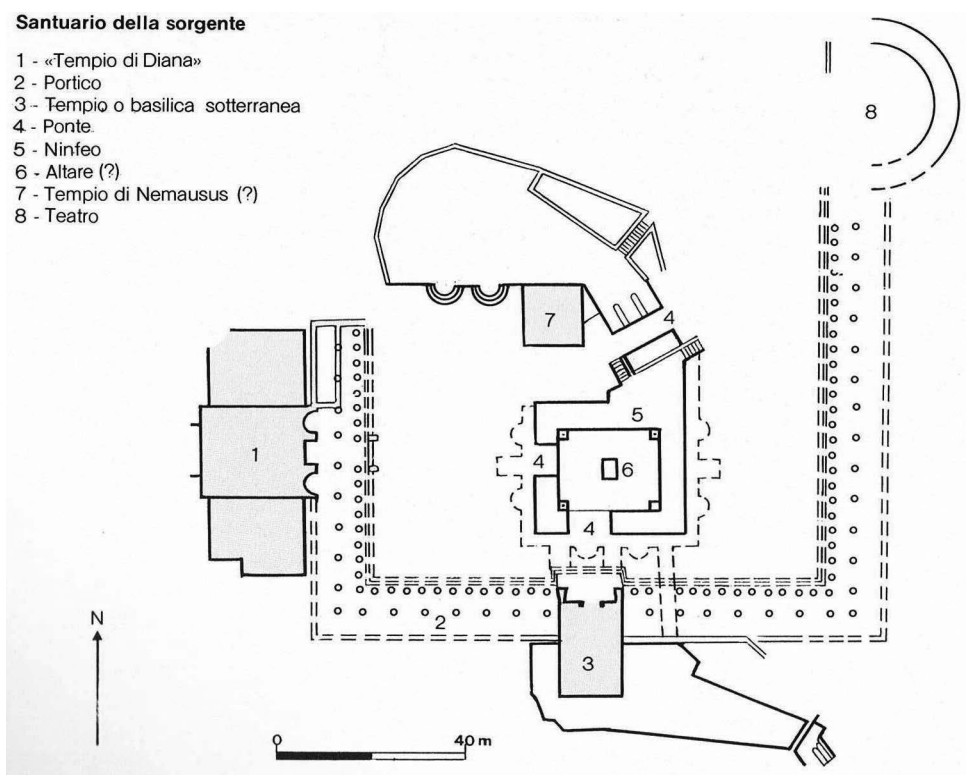 Santuario della sorgente
1 - «Tempio di Diana»
2 - Portico
3 - Tempio o basilica sotterranea
4 - Ponte
5 - Ninfeo
6 - Altare (?)
7 - Tempio di Nemausus (?)
8 - Teatro
8
7
4
5
1
4
6
4
2
N
3
0
40 m